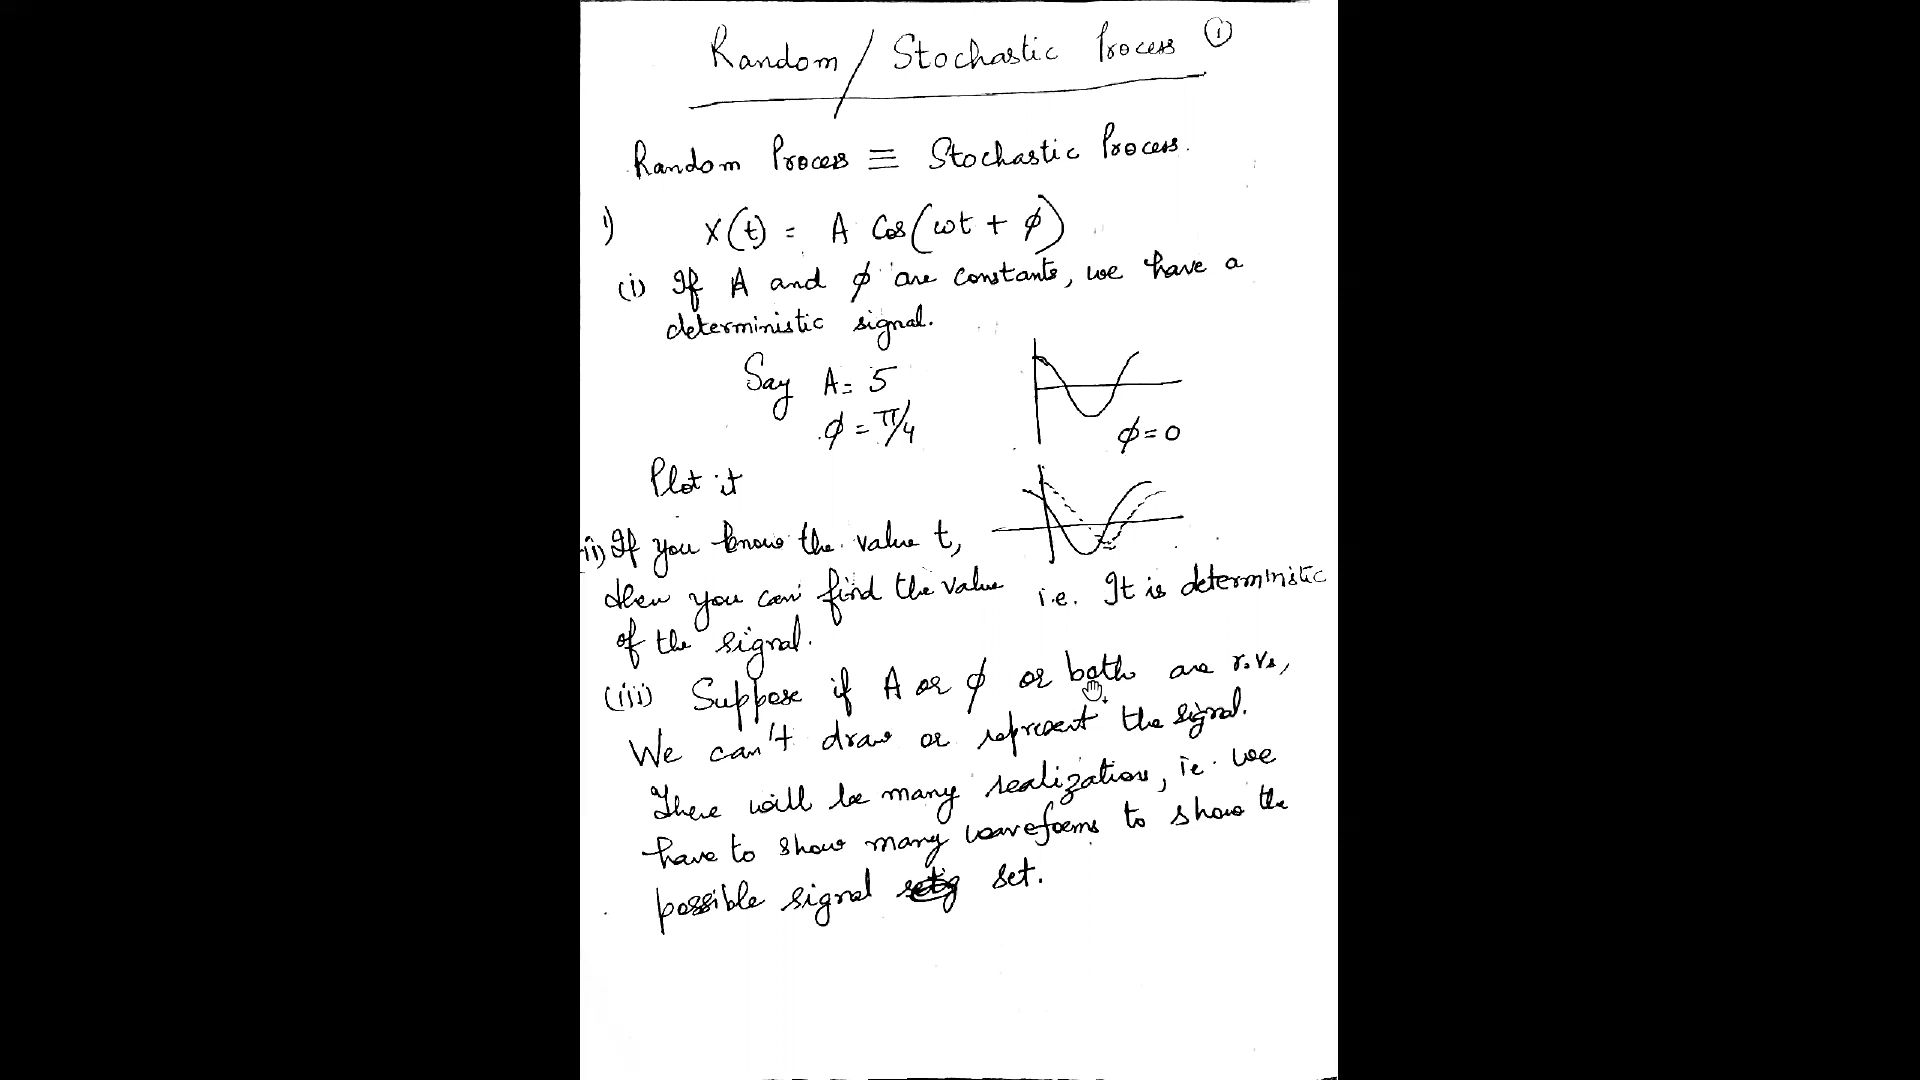 Random / Stochastic Process ①
Random Process ≡ Stochastic Process.
1) X(t) = A Cos(ωt + φ)
(i) If A and φ are constants, we have a
deterministic signal.
Say A = 5
φ = π/4
φ = 0
Plot it
ii) If you know the value t,
then you can find the value
of the signal.
i.e. It is deterministic
(iii) Suppose if A or φ or both are r.vs,
We can't draw or represent the signal.
There will be many realization, ie. we
have to show many waveforms to show the
possible signal set.